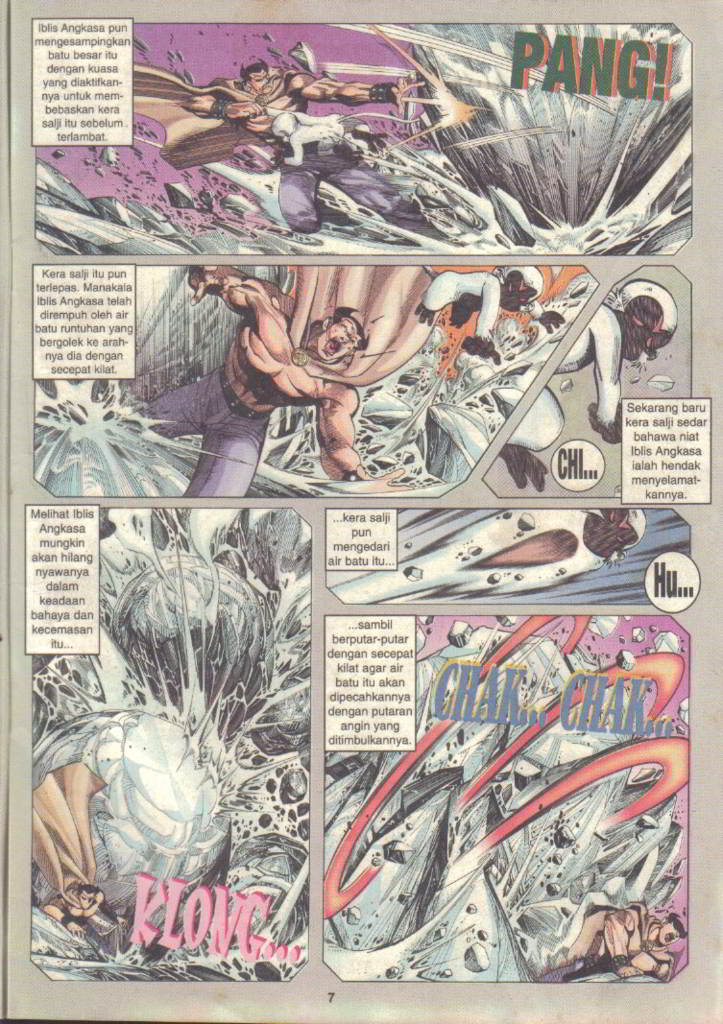 Iblis Angkasa pun
mengesampingkan
batu besar itu
dengan kuasa
yang diaktifkan-
nya untuk mem-
bebaskan kera
salji itu sebelum
terlambat.
PANG!
Kera salji itu pun
terlepas. Manakala
Iblis Angkasa telah
dirempuh oleh air
batu runtuhan yang
bergolek ke arah-
nya dia dengan
secepat kilat.
Sekarang baru
kera salji sedar
bahawa niat
Iblis Angkasa
ialah hendak
menyelamat-
kannya.
CHI...
Melihat Iblis
Angkasa
mungkin
akan hilang
nyawanya
dalam
keadaan
bahaya dan
kecemasan
itu...
KLONG...
...kera salji
pun
mengedari
air batu itu...
Hu...
...sambil
berputar-putar
dengan secepat
kilat agar air
batu itu akan
dipecahkannya
dengan putaran
angin yang
ditimbulkannya.
CHAK... CHAK...
7